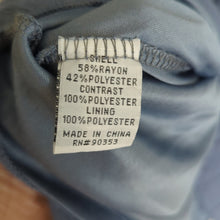 SHELL
58%RAYON
42%POLYESTER
CONTRAST
100%POLYESTER
LINING
100%POLYESTER
MADE IN CHINA
RN#90353